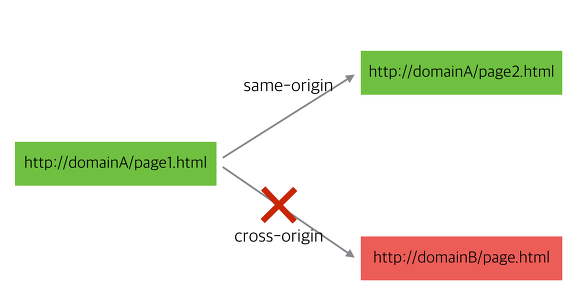 http://domainA/page2.html
same-origin
http://domainA/page1.html
cross-origin
http://domainB/page.html